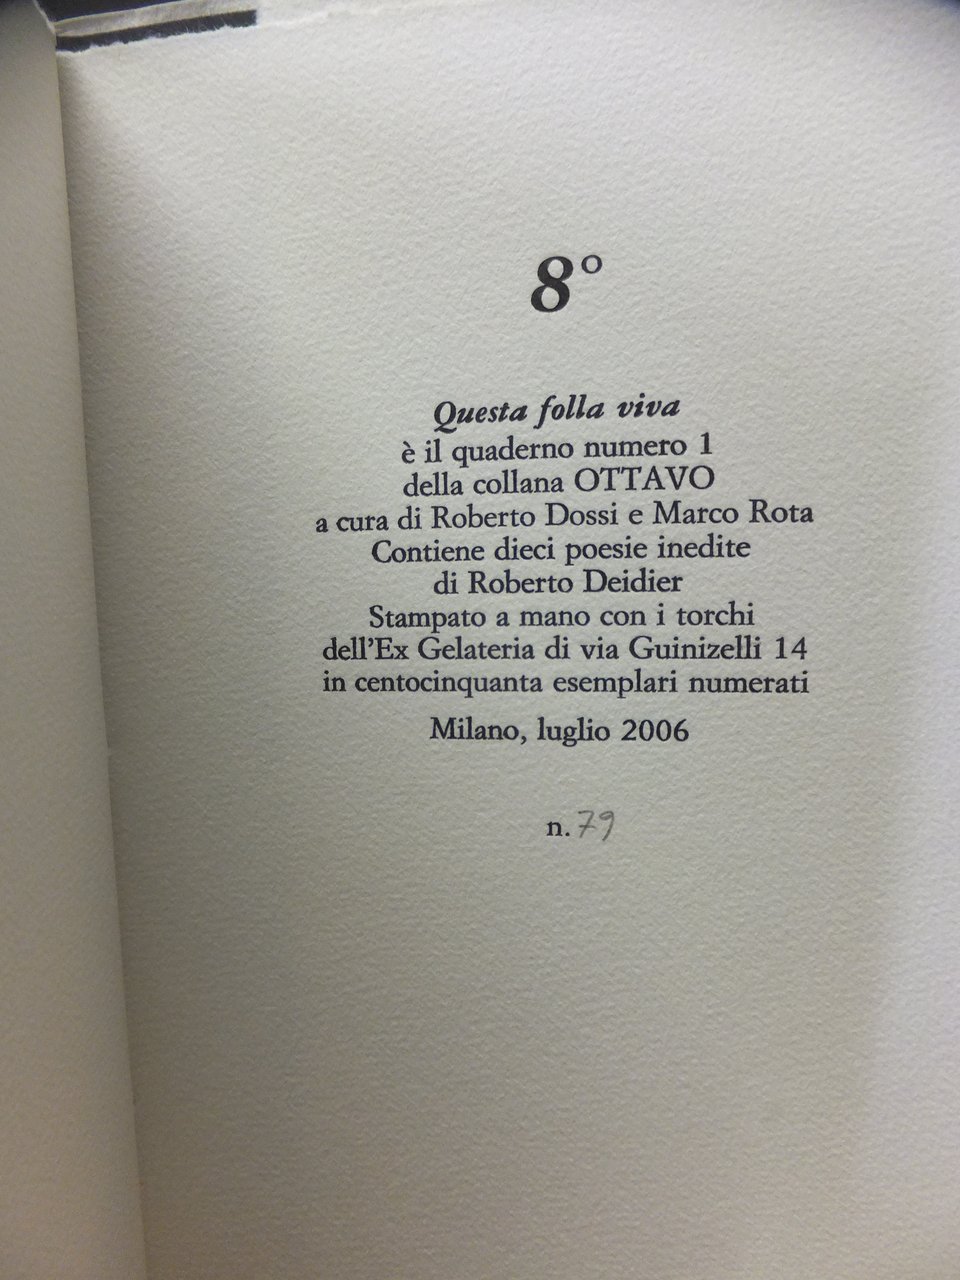 8°
Questa folla viva
è il quaderno numero 1
della collana OTTAVO
a cura di Roberto Dossi e Marco Rota
Contiene dieci poesie inedite
di Roberto Deidier
Stampato a mano con i torchi
dell'Ex Gelateria di via Guinizelli 14
in centocinquanta esemplari numerati
Milano, luglio 2006
n. 79